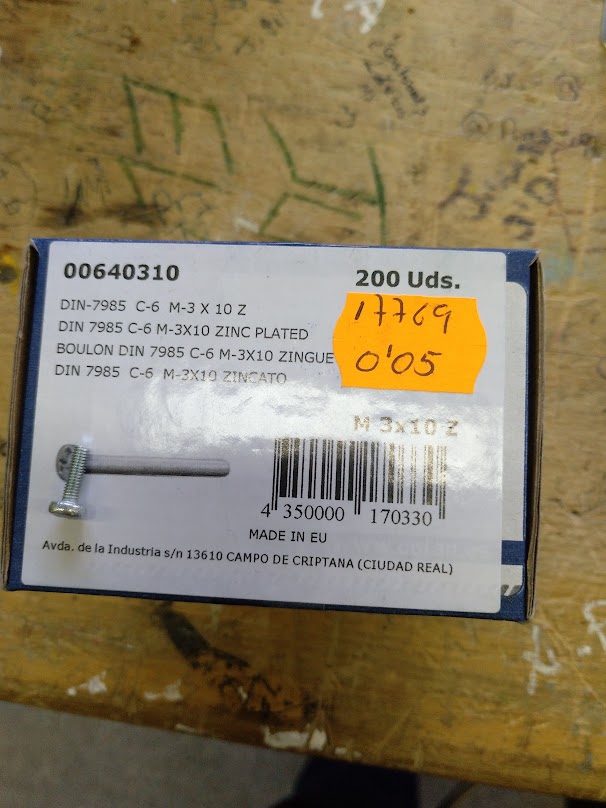 00640310
200 Uds.
DIN-7985 C-6 M-3 X 10 Z
DIN 7985 C-6 M-3X10 ZINC PLATED
BOULON DIN 7985 C-6 M-3X10 ZINGUE
DIN 7985 C-6 M-3X10 ZINCATO
17769
0'05
M 3x10 Z
4 350000 170330
MADE IN EU
Avda. de la Industria s/n 13610 CAMPO DE CRIPTANA (CIUDAD REAL)